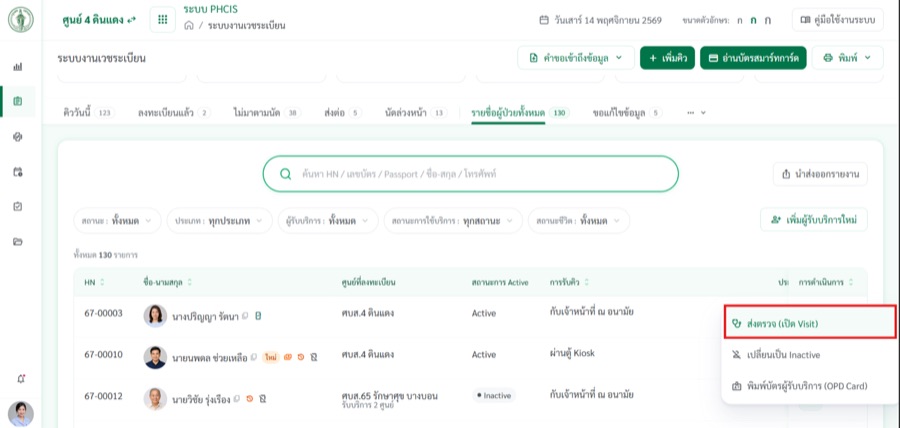 ระบบ PHCIS
ศูนย์ 4 ดินแดง
/ ระบบงานเวชระเบียน
วันเสาร์ 14 พฤศจิกายน 2569
ขนาดตัวอักษร: ก ก ก
คู่มือใช้งานระบบ
ระบบงานเวชระเบียน
คำขอเข้าถึงข้อมูล
+ เพิ่มคิว
อ่านบัตรสมาร์ทการ์ด
พิมพ์
คิววันนี้ 123 ลงทะเบียนแล้ว 2 ไม่มาตามนัด 38 ส่งต่อ 5 นัดล่วงหน้า 13 รายชื่อผู้ป่วยทั้งหมด 130 ขอแก้ไขข้อมูล 5 ...
ค้นหา HN / เลขบัตร / Passport / ชื่อ-สกุล / โทรศัพท์
นำส่งออกรายงาน
สถานะ : ทั้งหมด ประเภท : ทุกประเภท ผู้รับบริการ : ทั้งหมด สถานะการใช้บริการ : ทุกสถานะ สถานะชีวิต : ทั้งหมด
เพิ่มผู้รับบริการใหม่
ทั้งหมด 130 รายการ
HN ชื่อ-นามสกุล ศูนย์ที่ลงทะเบียน สถานะการ Active การรับคิว ประ การดำเนินการ
67-00003 นางปริญญา รัตนา ศบส.4 ดินแดง Active กับเจ้าหน้าที่ ณ อนามัย
67-00010 นายนพดล ช่วยเหลือ ใหม่ ศบส.4 ดินแดง Active ผ่านตู้ Kiosk
67-00012 นายวิชัย รุ่งเรือง ศบส.65 รักษาศุข บางบอน Inactive กับเจ้าหน้าที่ ณ อนามัย
รับบริการ 2 ศูนย์
ส่งตรวจ (เปิด Visit)
เปลี่ยนเป็น Inactive
พิมพ์บัตรผู้รับบริการ (OPD Card)